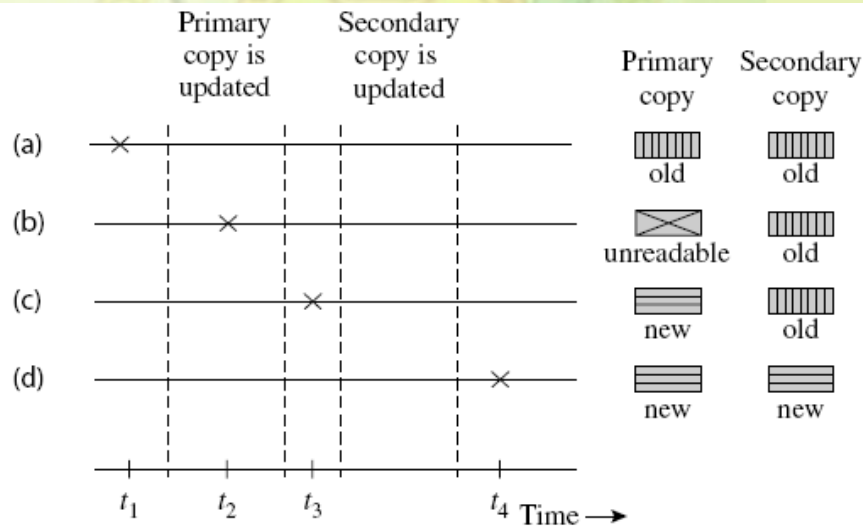 Primary
copy is
updated
Secondary
copy is
updated
Primary
copy
Secondary
copy
(a)
old
old
(b)
unreadable
old
(c)
new
old
(d)
new
new
t1
t2
t3
t4
Time